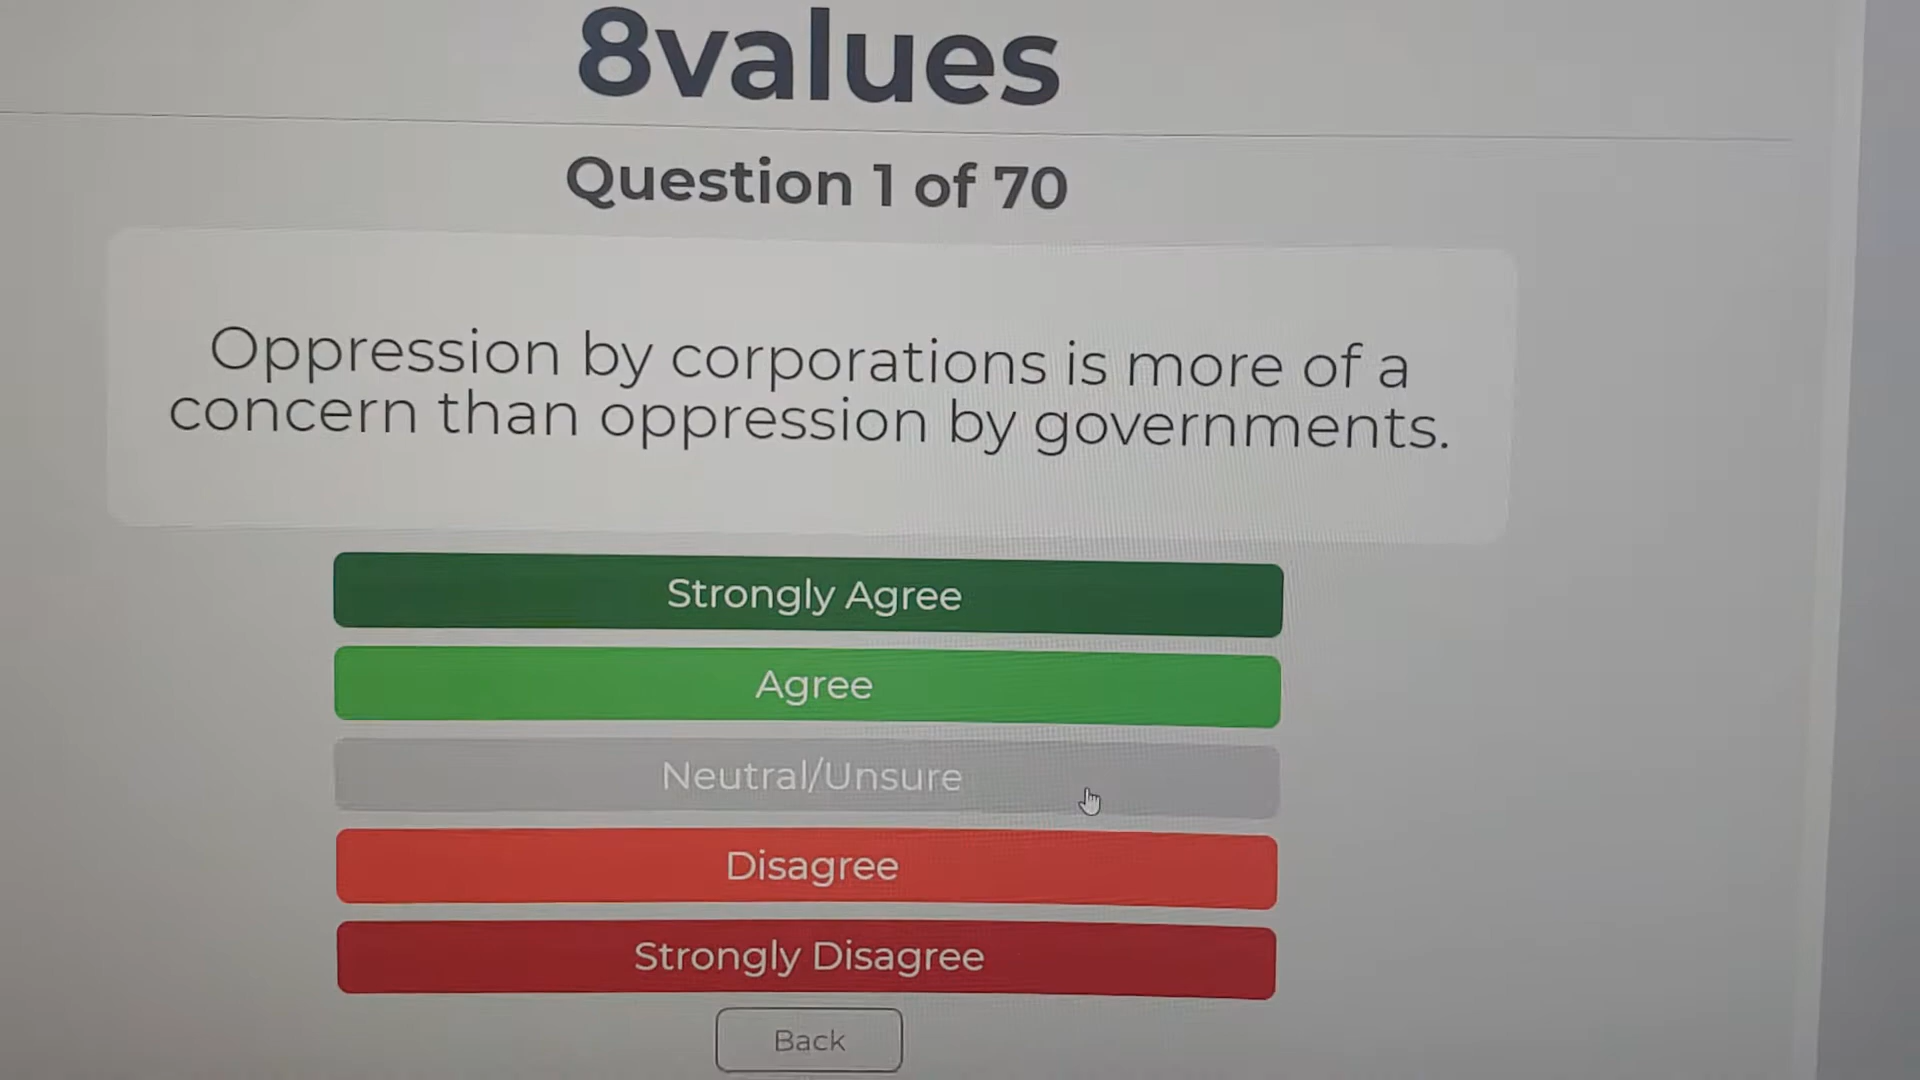 8values
Question 1 of 70
Oppression by corporations is more of a
concern than oppression by governments.
Strongly Agree
Agree
Neutral/Unsure
Disagree
Strongly Disagree
Back